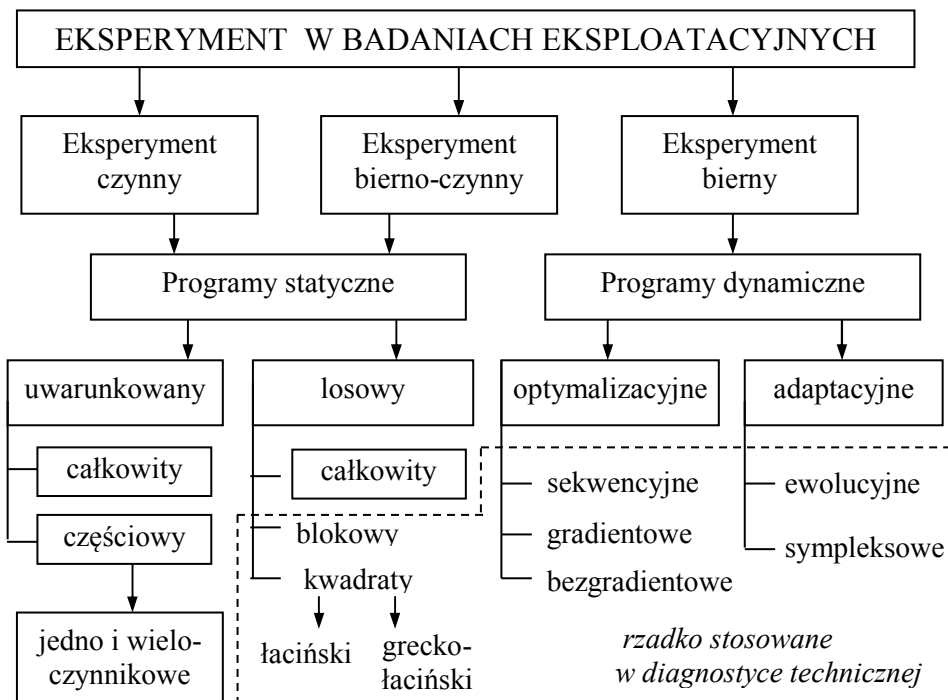 EKSPERYMENT W BADANIACH EKSPLOATACYJNYCH
Eksperyment
czynny
Eksperyment
bierno-czynny
Eksperyment
bierny
Programy statyczne
Programy dynamiczne
uwarunkowany
losowy
optymalizacyjne
adaptacyjne
całkowity
częściowy
jedno i wielo-
czynnikowe
całkowity
blokowy
kwadraty
łaciński
grecko-
łaciński
sekwencyjne
gradientowe
bezgradientowe
ewolucyjne
sympleksowe
rzadko stosowane
w diagnostyce technicznej